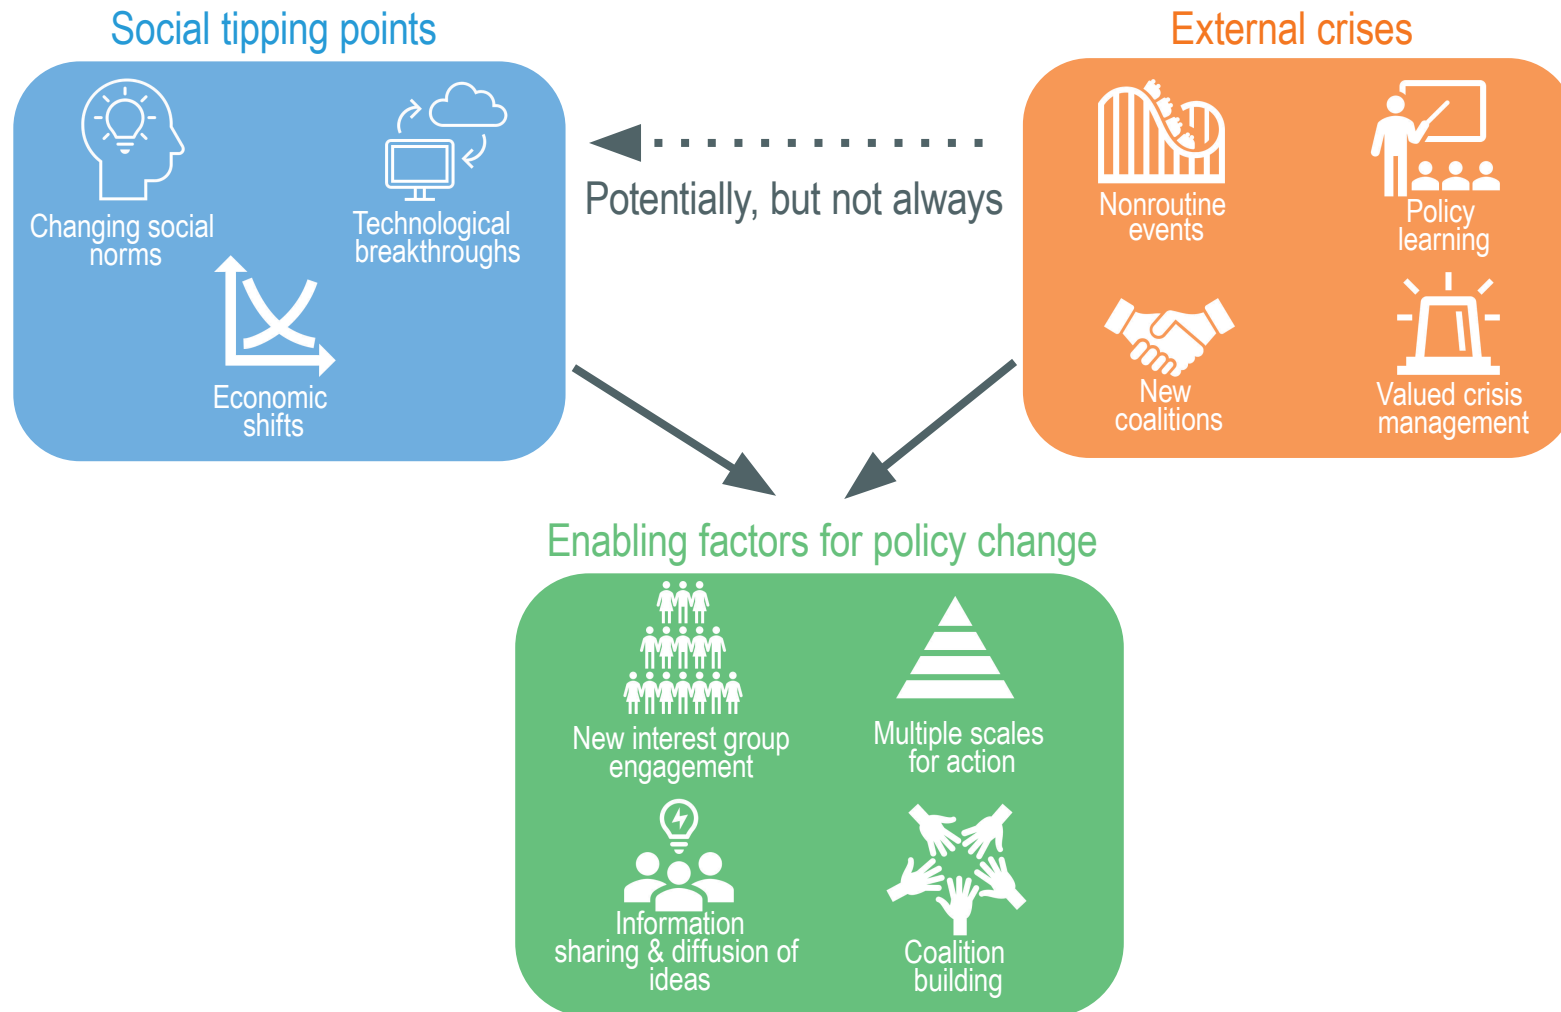 Social tipping points
External crises
Changing social
norms
Technological
breakthroughs
Economic
shifts
Potentially, but not always
Nonroutine
events
Policy
learning
New
coalitions
Valued crisis
management
Enabling factors for policy change
New interest group
engagement
Multiple scales
for action
Information
sharing & diffusion of
ideas
Coalition
building